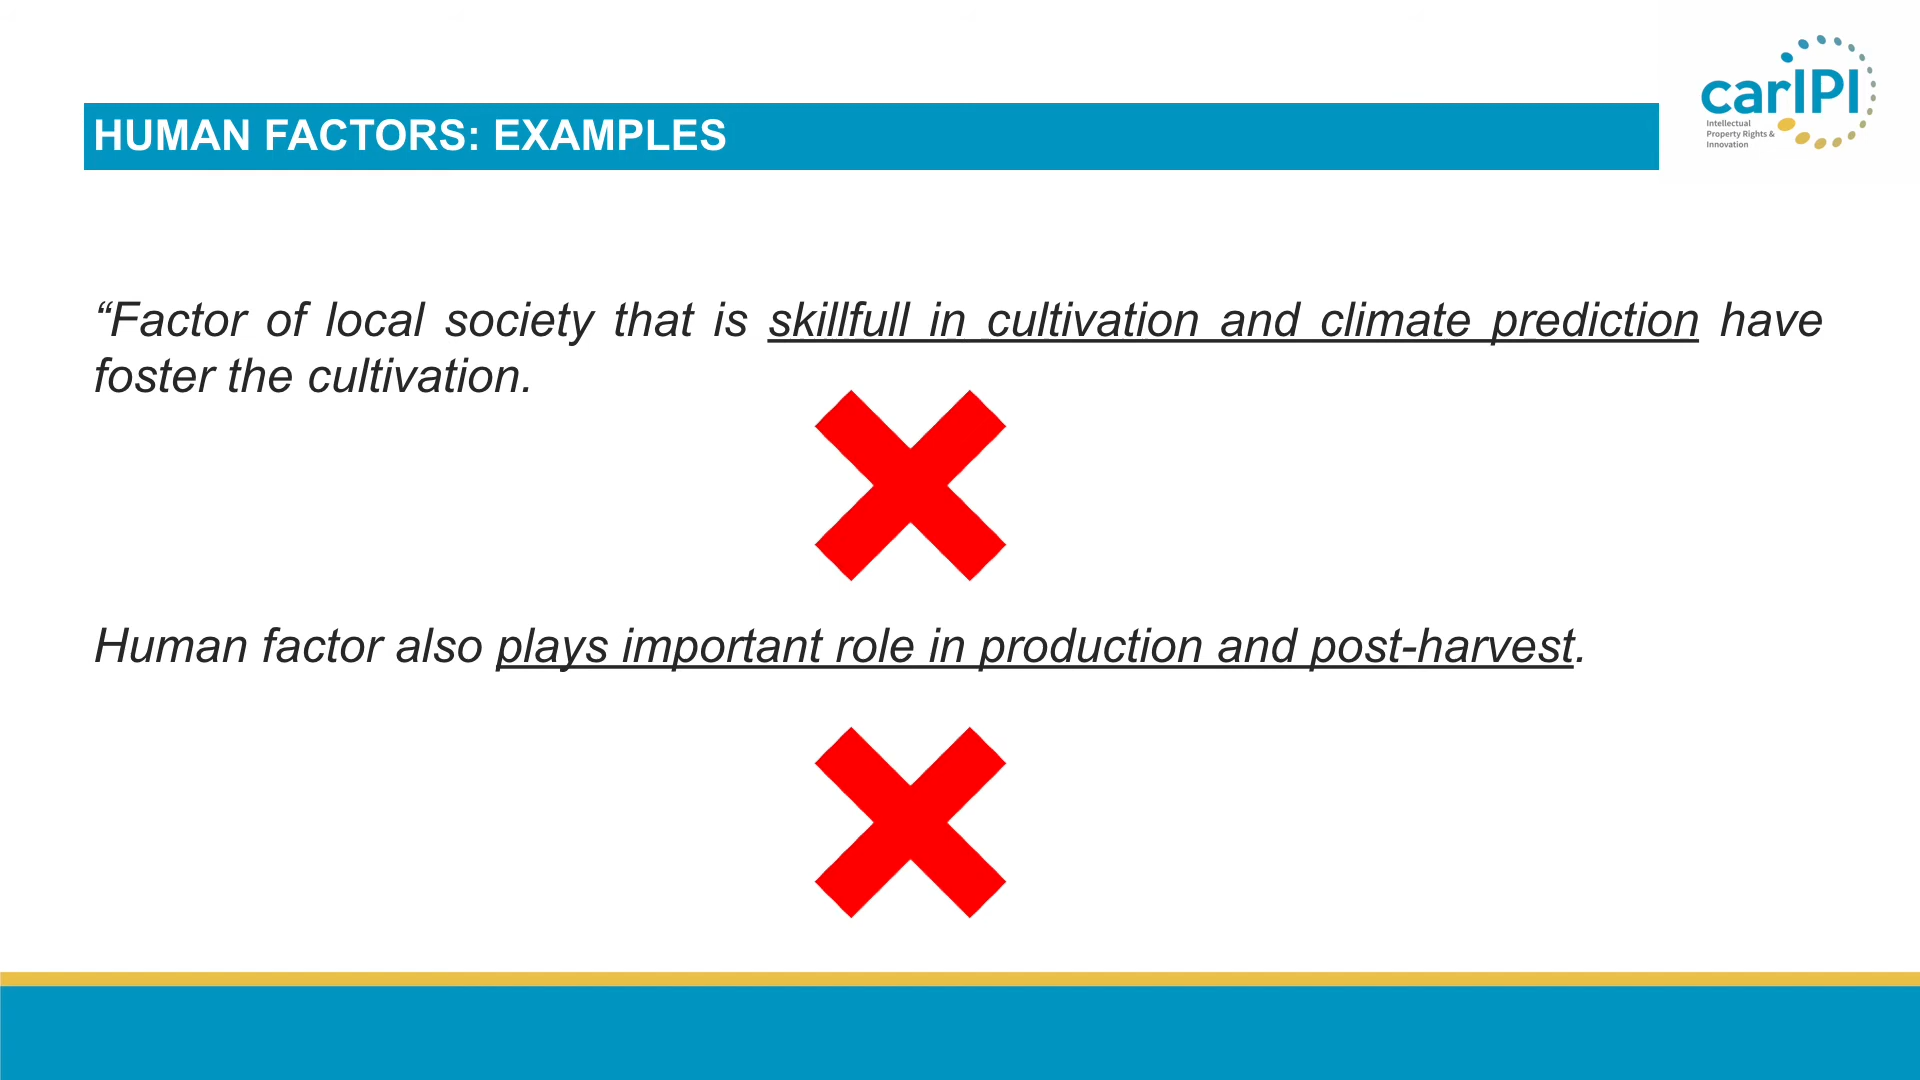 carIPI
Intellectual
Property Rights &
Innovation
HUMAN FACTORS: EXAMPLES
“Factor of local society that is skillfull in cultivation and climate prediction have
foster the cultivation.
Human factor also plays important role in production and post-harvest.